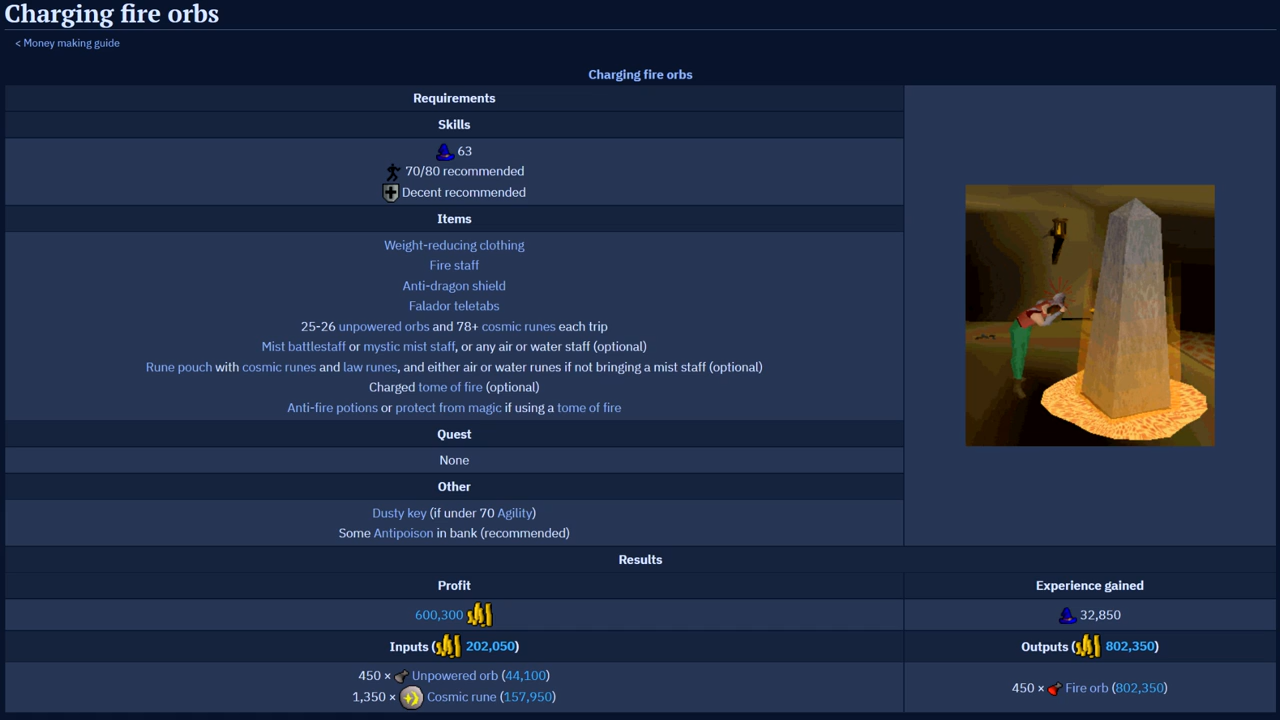 Charging fire orbs
< Money making guide
Charging fire orbs
Requirements
Skills
63
70/80 recommended
Decent recommended
Items
Weight-reducing clothing
Fire staff
Anti-dragon shield
Falador teletabs
25-26 unpowered orbs and 78+ cosmic runes each trip
Mist battlestaff or mystic mist staff, or any air or water staff (optional)
Rune pouch with cosmic runes and law runes, and either air or water runes if not bringing a mist staff (optional)
Charged tome of fire (optional)
Anti-fire potions or protect from magic if using a tome of fire
Quest
None
Other
Dusty key (if under 70 Agility)
Some Antipoison in bank (recommended)
Results
Profit
Experience gained
600,300
32,850
Inputs (202,050)
Outputs (802,350)
450 × Unpowered orb (44,100)
1,350 × Cosmic rune (157,950)
450 × Fire orb (802,350)